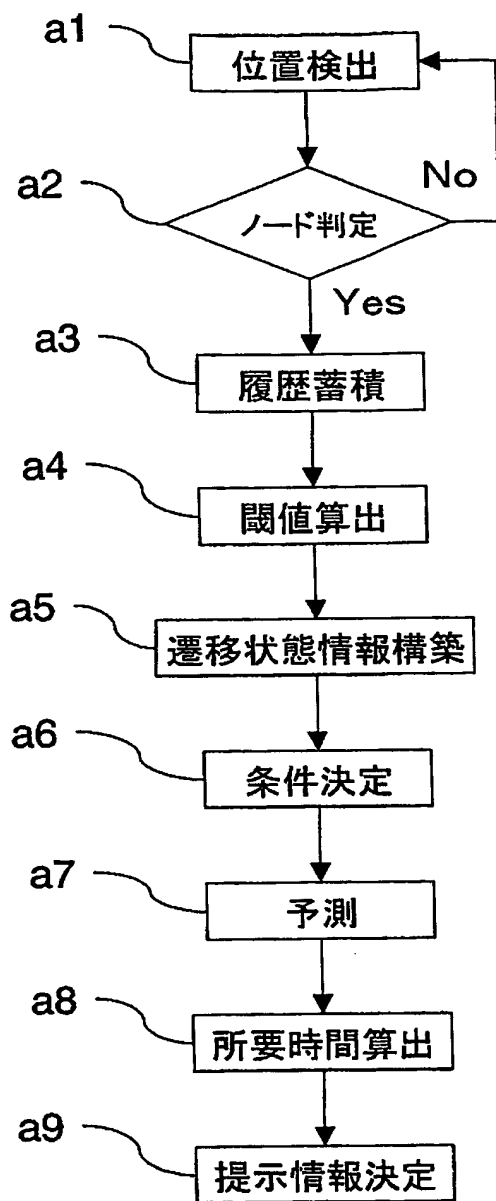 a1
位置検出
No
a2
ノード判定
Yes
a3
履歴蓄積
a4
閾値算出
a5
遷移状態情報構築
a6
条件決定
a7
予測
a8
所要時間算出
a9
提示情報決定